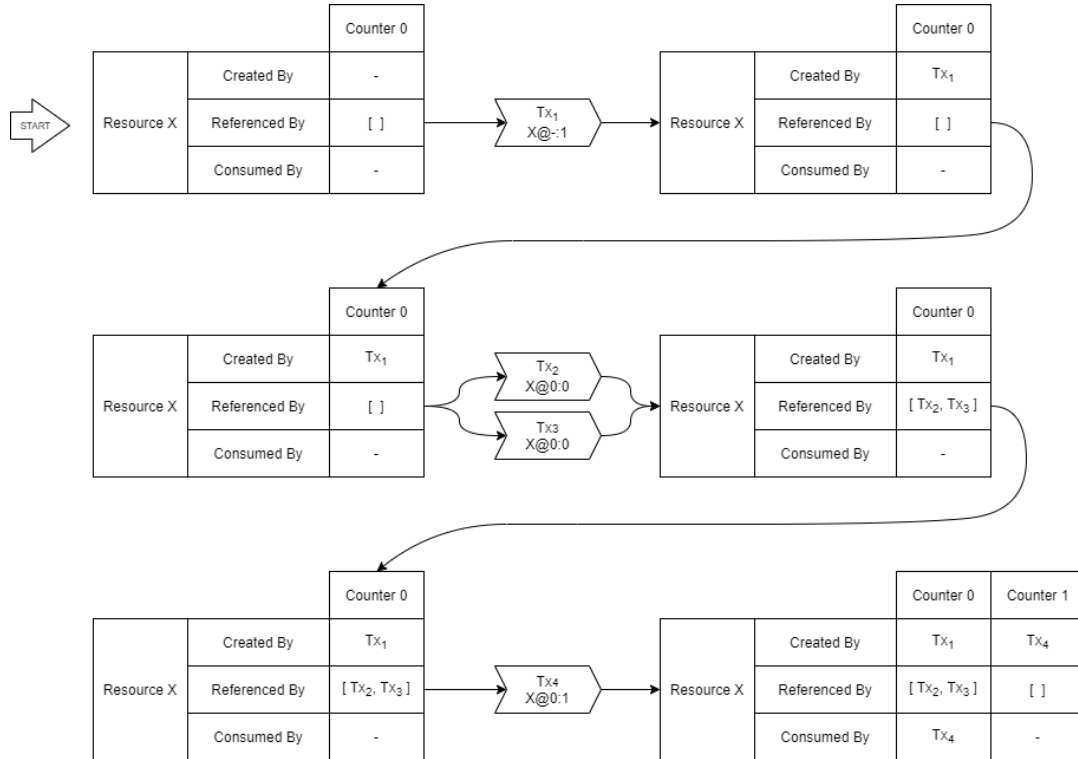 Counter 0
Created By -
START Resource X Referenced By [ ]
Consumed By -
Tx1
X@-:1
Counter 0
Created By Tx1
Resource X Referenced By [ ]
Consumed By -
Counter 0
Created By Tx1
Resource X Referenced By [ ]
Consumed By -
Tx2
X@0:0
Tx3
X@0:0
Counter 0
Created By Tx1
Resource X Referenced By [ Tx2, Tx3 ]
Consumed By -
Counter 0
Created By Tx1
Resource X Referenced By [ Tx2, Tx3 ]
Consumed By -
Tx4
X@0:1
Counter 0 Counter 1
Created By Tx1 Tx4
Resource X Referenced By [ Tx2, Tx3 ] [ ]
Consumed By Tx4 -